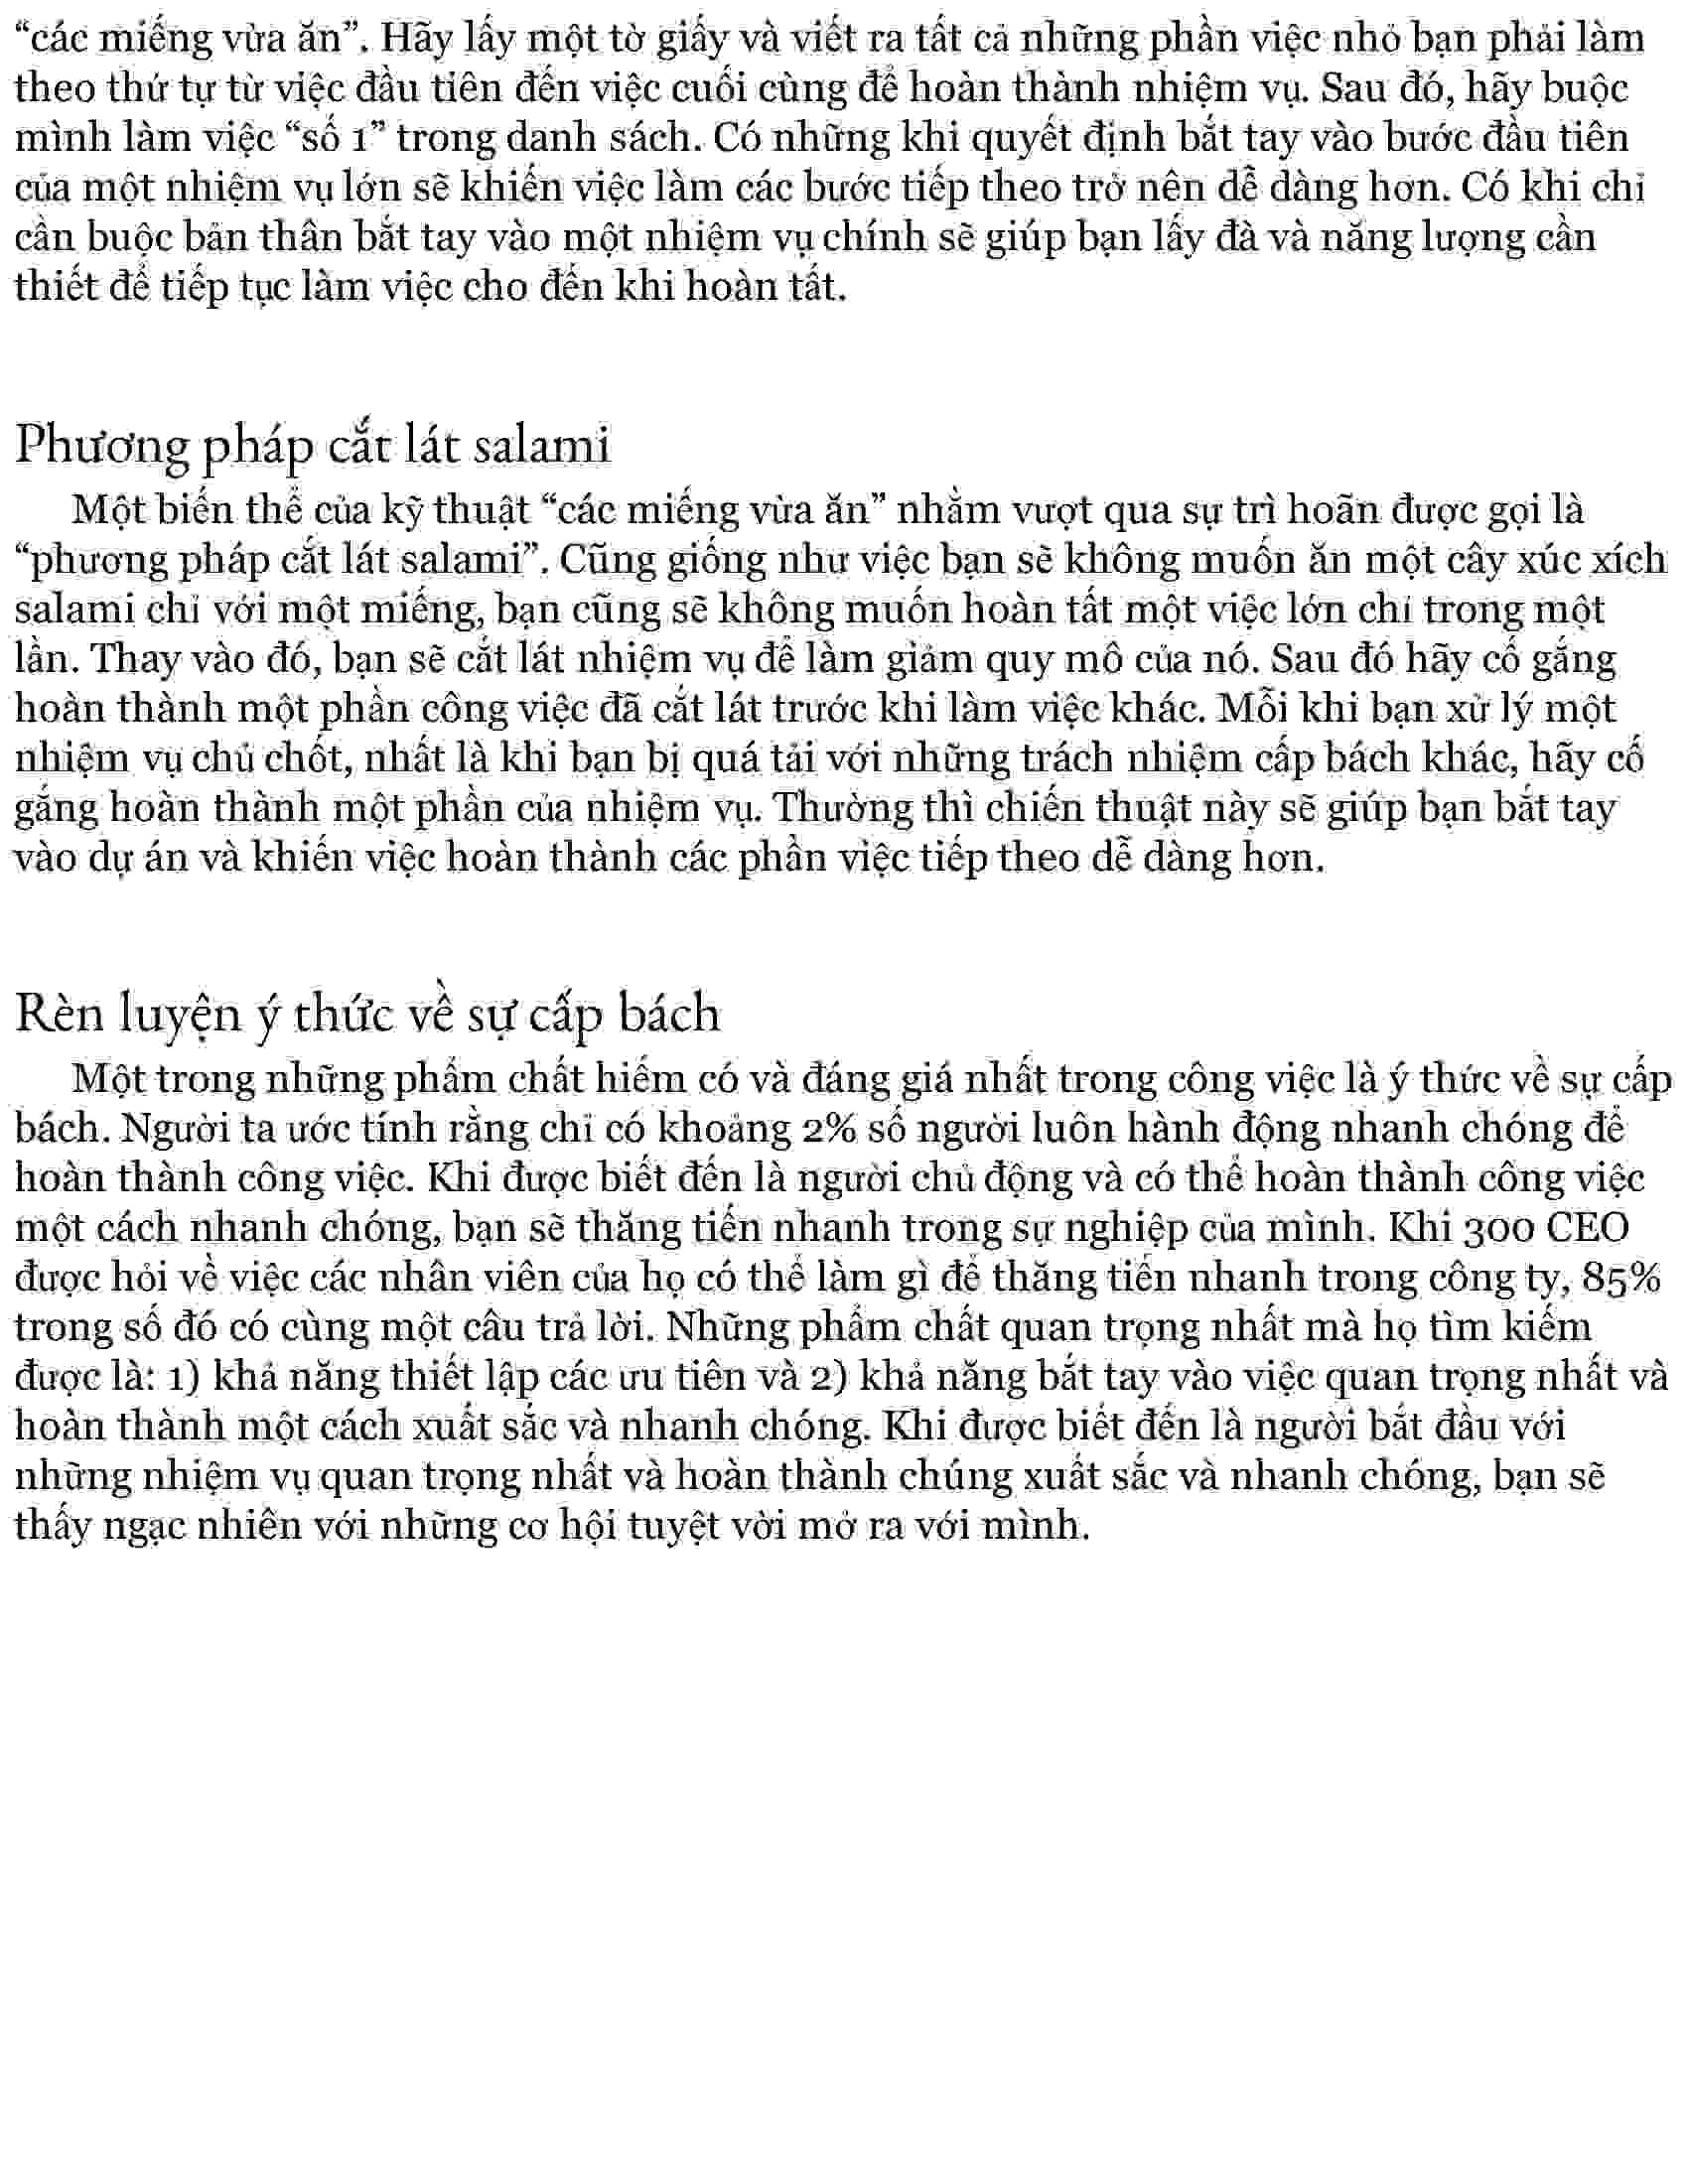 “các miếng vừa ăn”. Hãy lấy một tờ giấy và viết ra tất cả những phần việc nhỏ bạn phải làm
theo thứ tự từ việc đầu tiên đến việc cuối cùng để hoàn thành nhiệm vụ. Sau đó, hãy buộc
mình làm việc “số 1” trong danh sách. Có những khi quyết định bắt tay vào bước đầu tiên
của một nhiệm vụ lớn sẽ khiến việc làm các bước tiếp theo trở nên dễ dàng hơn. Có khi chỉ
cần buộc bản thân bắt tay vào một nhiệm vụ chính sẽ giúp bạn lấy đà và năng lượng cần
thiết để tiếp tục làm việc cho đến khi hoàn tất.
Phương pháp cắt lát salami
Một biến thể của kỹ thuật “các miếng vừa ăn” nhằm vượt qua sự trì hoãn được gọi là
“phương pháp cắt lát salami”. Cũng giống như việc bạn sẽ không muốn ăn một cây xúc xích
salami chỉ với một miếng, bạn cũng sẽ không muốn hoàn tất một việc lớn chỉ trong một
lần. Thay vào đó, bạn sẽ cắt lát nhiệm vụ để làm giảm quy mô của nó. Sau đó hãy cố gắng
hoàn thành một phần công việc đã cắt lát trước khi làm việc khác. Mỗi khi bạn xử lý một
nhiệm vụ chủ chốt, nhất là khi bạn bị quá tải với những trách nhiệm cấp bách khác, hãy cố
gắng hoàn thành một phần của nhiệm vụ. Thường thì chiến thuật này sẽ giúp bạn bắt tay
vào dự án và khiến việc hoàn thành các phần việc tiếp theo dễ dàng hơn.
Rèn luyện ý thức về sự cấp bách
Một trong những phẩm chất hiếm có và đáng giá nhất trong công việc là ý thức về sự cấp
bách. Người ta ước tính rằng chỉ có khoảng 2% số người luôn hành động nhanh chóng để
hoàn thành công việc. Khi được biết đến là người chủ động và có thể hoàn thành công việc
một cách nhanh chóng, bạn sẽ thăng tiến nhanh trong sự nghiệp của mình. Khi 300 CEO
được hỏi về việc các nhân viên của họ có thể làm gì để thăng tiến nhanh trong công ty, 85%
trong số đó có cùng một câu trả lời. Những phẩm chất quan trọng nhất mà họ tìm kiếm
được là: 1) khả năng thiết lập các ưu tiên và 2) khả năng bắt tay vào việc quan trọng nhất và
hoàn thành một cách xuất sắc và nhanh chóng. Khi được biết đến là người bắt đầu với
những nhiệm vụ quan trọng nhất và hoàn thành chúng xuất sắc và nhanh chóng, bạn sẽ
thấy ngạc nhiên với những cơ hội tuyệt vời mở ra với mình.